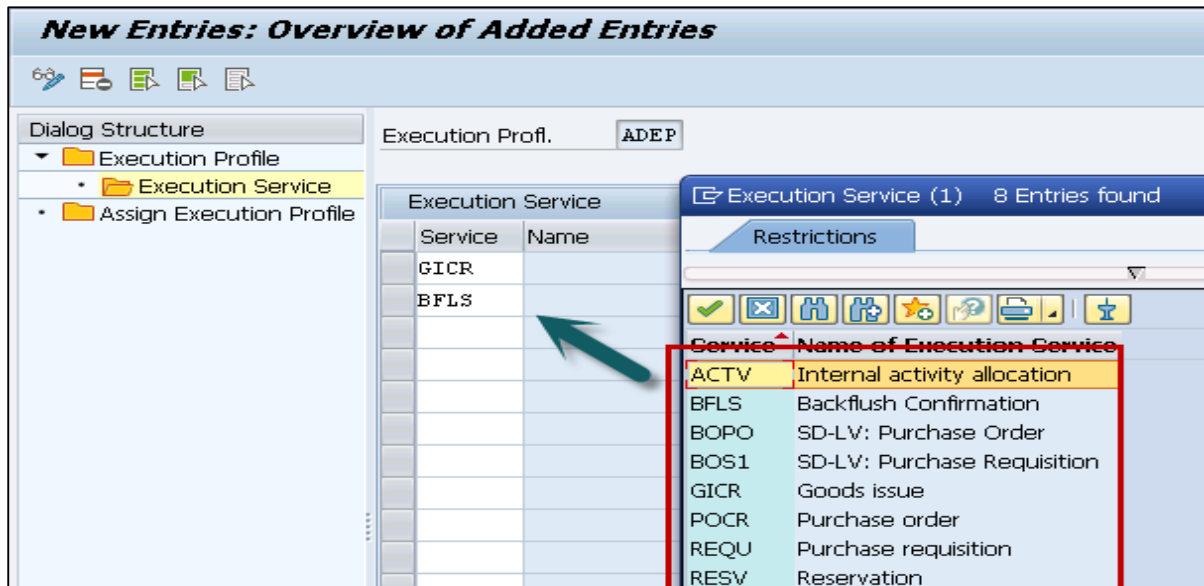 New Entries: Overview of Added Entries
Dialog Structure
Execution Profile
Execution Service
Assign Execution Profile
Execution Profl. ADEP
Execution Service
Service Name
GICR
BFLS
Execution Service (1) 8 Entries found
Restrictions
Service Name of Execution Service
ACTV Internal activity allocation
BFLS Backflush Confirmation
BOPO SD-LV: Purchase Order
BOS1 SD-LV: Purchase Requisition
GICR Goods issue
POCR Purchase order
REQU Purchase requisition
RESV Reservation